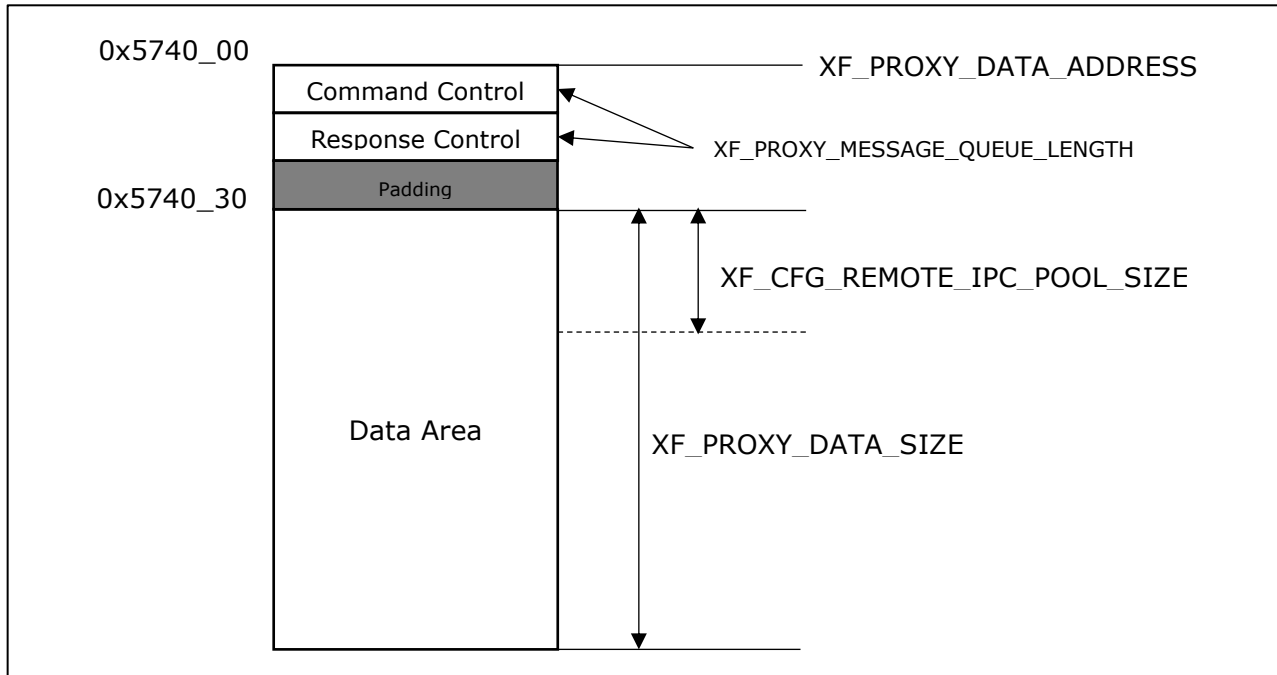 0x5740_00
XF_PROXY_DATA_ADDRESS
Command Control
Response Control
XF_PROXY_MESSAGE_QUEUE_LENGTH
Padding
0x5740_30
XF_CFG_REMOTE_IPC_POOL_SIZE
Data Area
XF_PROXY_DATA_SIZE